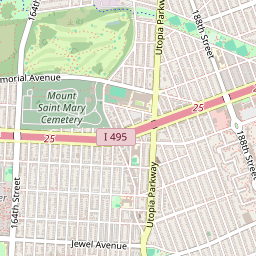 164th Street
188th Street
Utopia Parkway
morial Avenue
25
Mount
Saint Mary
Cemetery
I 495
25
188th Street
164th Street
Utopia Parkway
Jewel Avenue